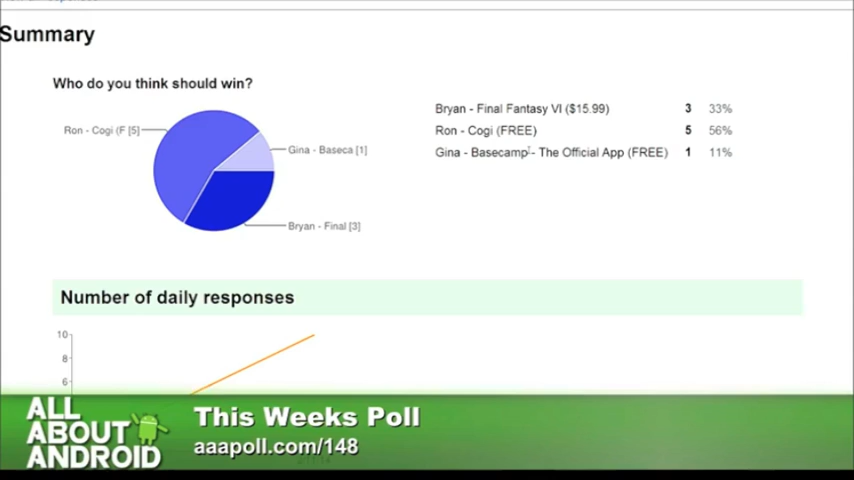 Summary
Who do you think should win?
Ron - Cogi (F [5]
Gina - Baseca [1]
Bryan - Final [3]
Bryan - Final Fantasy VI ($15.99) 3 33%
Ron - Cogi (FREE) 5 56%
Gina - Basecamp - The Official App (FREE) 1 11%
Number of daily responses
10
8
6
ALL
ABOUT
ANDROID
This Weeks Poll
aaapoll.com/148